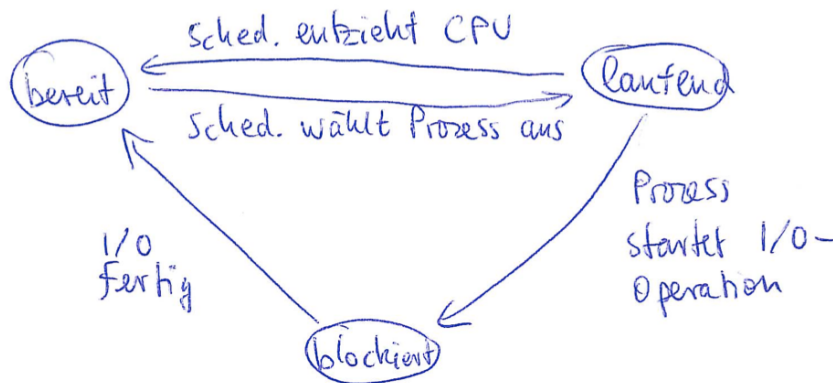 Sched. entzieht CPU
bereit
laufend
Sched. wählt Prozess aus
Prozess
startet I/O-
Operation
I/O
fertig
blockiert